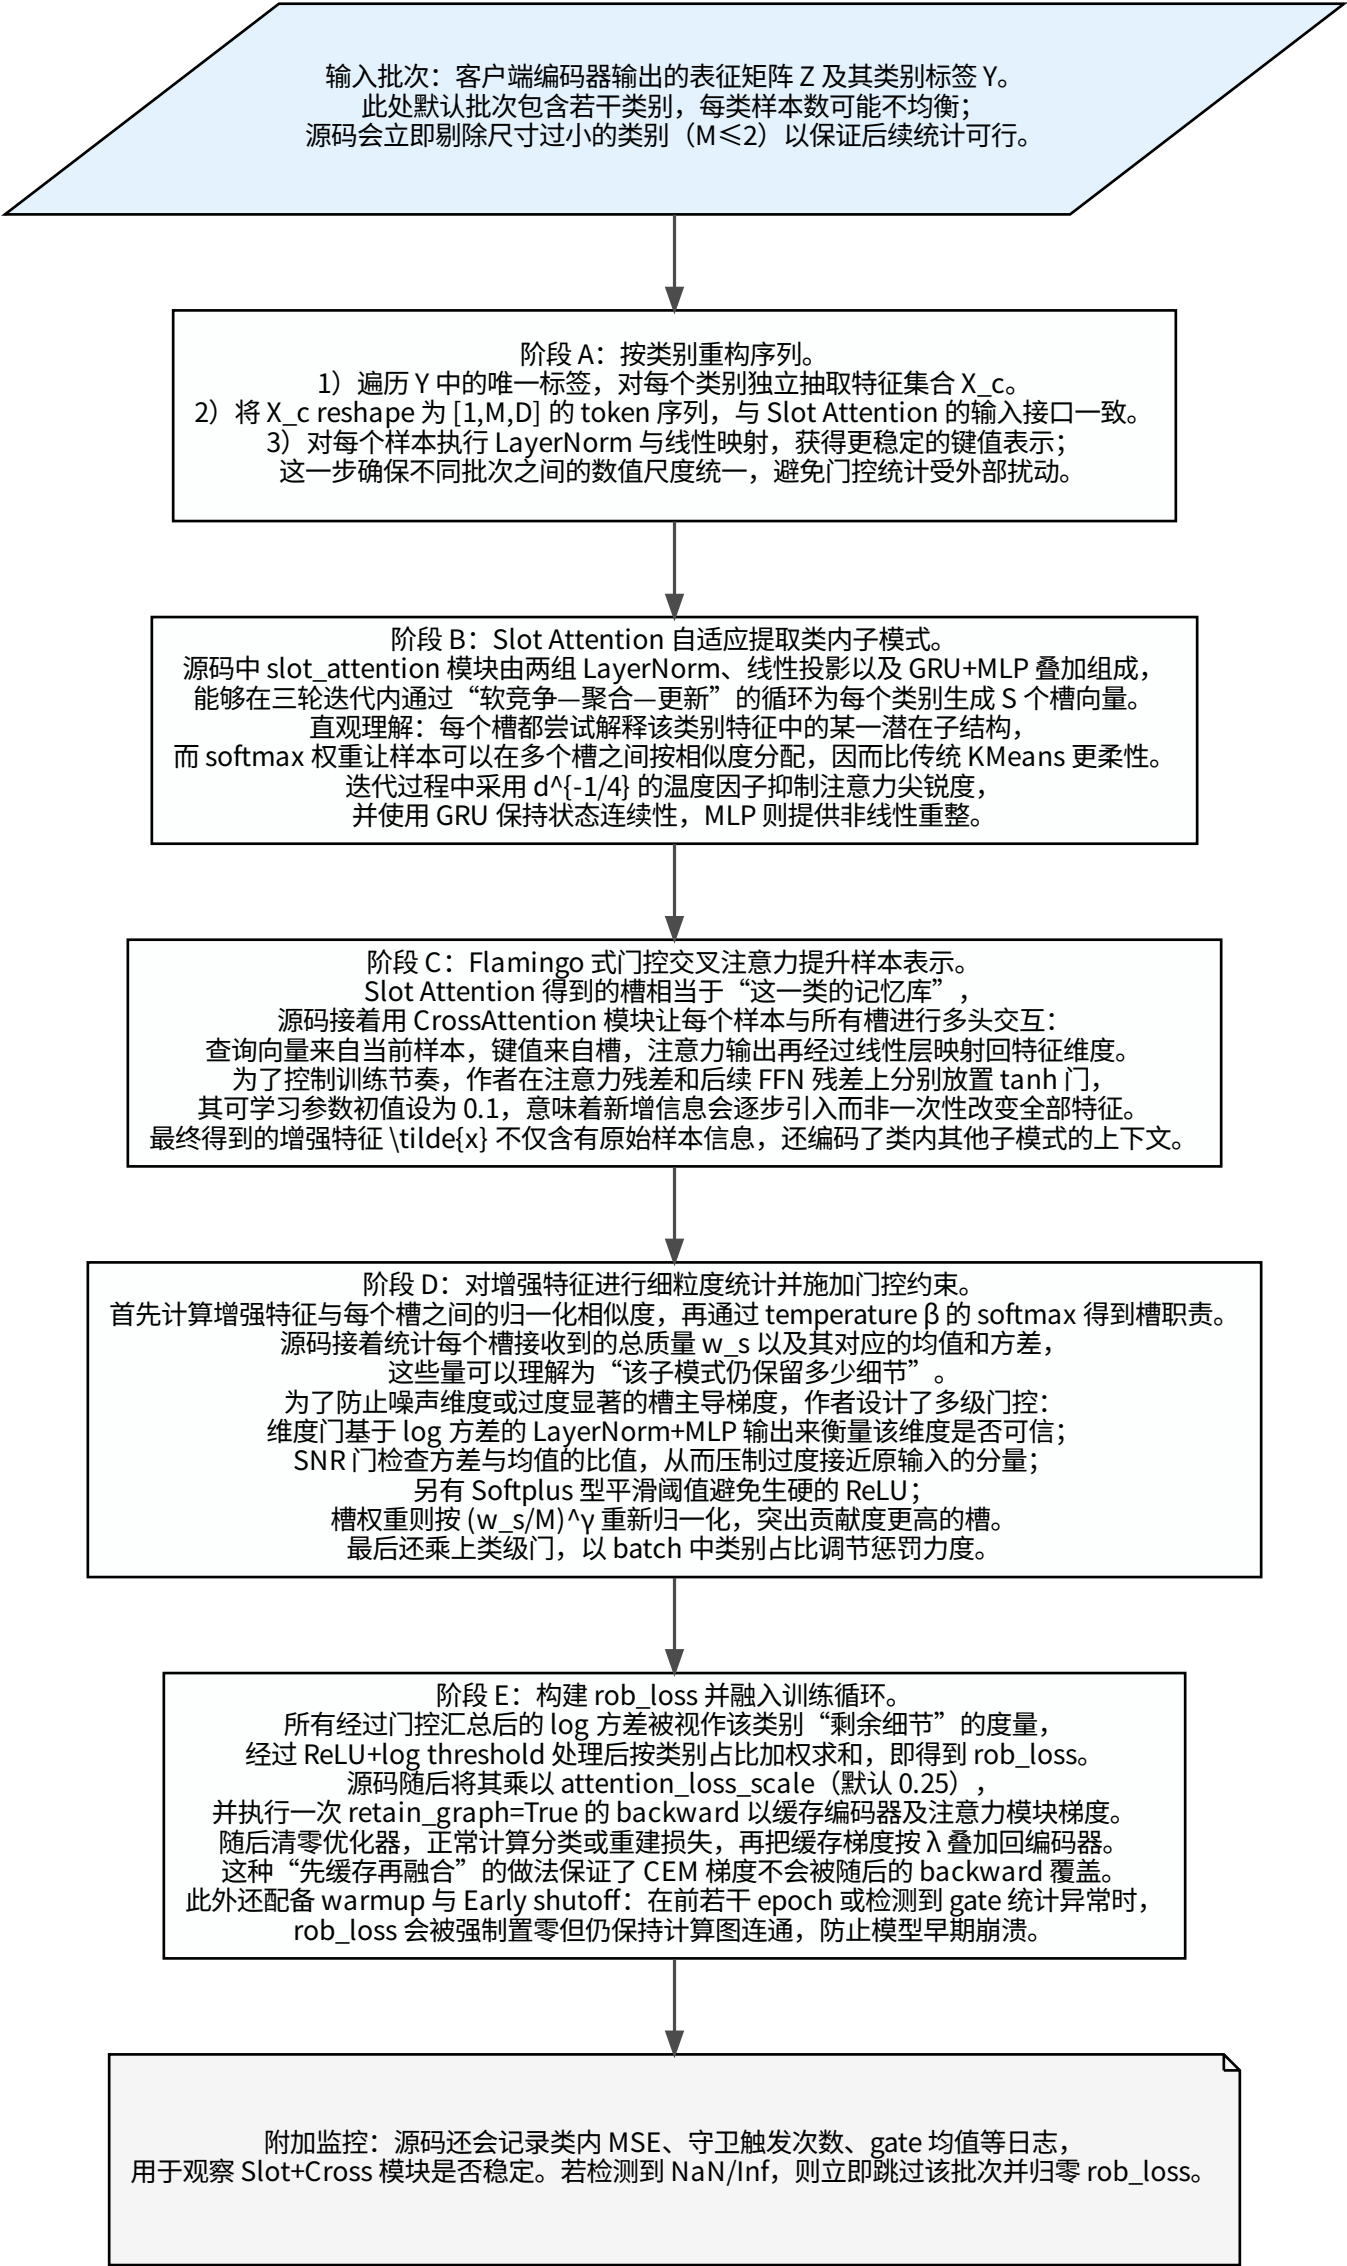 输入批次：客户端编码器输出的表征矩阵 Z 及其类别标签 Y。
此处默认批次包含若干类别，每类样本数可能不均衡；
源码会立即剔除尺寸过小的类别（M≤2）以保证后续统计可行。
阶段 A：按类别重构序列。
1）遍历 Y 中的唯一标签，对每个类别独立抽取特征集合 X_c。
2）将 X_c reshape 为 [1,M,D] 的 token 序列，与 Slot Attention 的输入接口一致。
3）对每个样本执行 LayerNorm 与线性映射，获得更稳定的键值表示；
这一步确保不同批次之间的数值尺度统一，避免门控统计受外部扰动。
阶段 B：Slot Attention 自适应提取类内子模式。
源码中 slot_attention 模块由两组 LayerNorm、线性投影以及 GRU+MLP 叠加组成，
能够在三轮迭代内通过“软竞争—聚合—更新”的循环为每个类别生成 S 个槽向量。
直观理解：每个槽都尝试解释该类别特征中的某一潜在子结构，
而 softmax 权重让样本可以在多个槽之间按相似度分配，因而比传统 KMeans 更柔性。
迭代过程中采用 d^{-1/4} 的温度因子抑制注意力尖锐度，
并使用 GRU 保持状态连续性，MLP 则提供非线性重整。
阶段 C：Flamingo 式门控交叉注意力提升样本表示。
Slot Attention 得到的槽相当于“这一类的记忆库”，
源码接着用 CrossAttention 模块让每个样本与所有槽进行多头交互：
查询向量来自当前样本，键值来自槽，注意力输出再经过线性层映射回特征维度。
为了控制训练节奏，作者在注意力残差和后续 FFN 残差上分别放置 tanh 门，
其可学习参数初值设为 0.1，意味着新增信息会逐步引入而非一次性改变全部特征。
最终得到的增强特征 \tilde{x} 不仅含有原始样本信息，还编码了类内其他子模式的上下文。
阶段 D：对增强特征进行细粒度统计并施加门控约束。
首先计算增强特征与每个槽之间的归一化相似度，再通过 temperature β 的 softmax 得到槽职责。
源码接着统计每个槽接收到的总质量 w_s 以及其对应的均值和方差，
这些量可以理解为“该子模式仍保留多少细节”。
为了防止噪声维度或过度显著的槽主导梯度，作者设计了多级门控：
维度门基于 log 方差的 LayerNorm+MLP 输出来衡量该维度是否可信；
SNR 门检查方差与均值的比值，从而压制过度接近原输入的分量；
另有 Softplus 型平滑阈值避免生硬的 ReLU；
槽权重则按 (w_s/M)^γ 重新归一化，突出贡献度更高的槽。
最后还乘上类级门，以 batch 中类别占比调节惩罚力度。
阶段 E：构建 rob_loss 并融入训练循环。
所有经过门控汇总后的 log 方差被视作该类别“剩余细节”的度量，
经过 ReLU+log threshold 处理后按类别占比加权求和，即得到 rob_loss。
源码随后将其乘以 attention_loss_scale（默认 0.25），
并执行一次 retain_graph=True 的 backward 以缓存编码器及注意力模块梯度。
随后清零优化器，正常计算分类或重建损失，再把缓存梯度按 λ 叠加回编码器。
这种“先缓存再融合”的做法保证了 CEM 梯度不会被随后的 backward 覆盖。
此外还配备 warmup 与 Early shutoff：在前若干 epoch 或检测到 gate 统计异常时，
rob_loss 会被强制置零但仍保持计算图连通，防止模型早期崩溃。
附加监控：源码还会记录类内 MSE、守卫触发次数、gate 均值等日志，
用于观察 Slot+Cross 模块是否稳定。若检测到 NaN/Inf，则立即跳过该批次并归零 rob_loss。